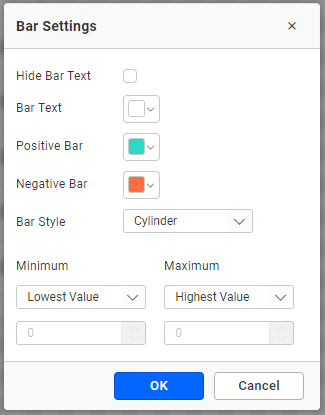 Bar Settings
Hide Bar Text
Bar Text
Positive Bar
Negative Bar
Bar Style Cylinder
Minimum Maximum
Lowest Value Highest Value
0 0
OK Cancel